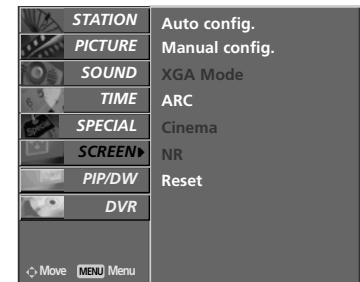 STATION
PICTURE
SOUND
TIME
SPECIAL
SCREEN
PIP/DW
DVR
Move MENU Menu
Auto config.
Manual config.
XGA Mode
ARC
Cinema
NR
Reset